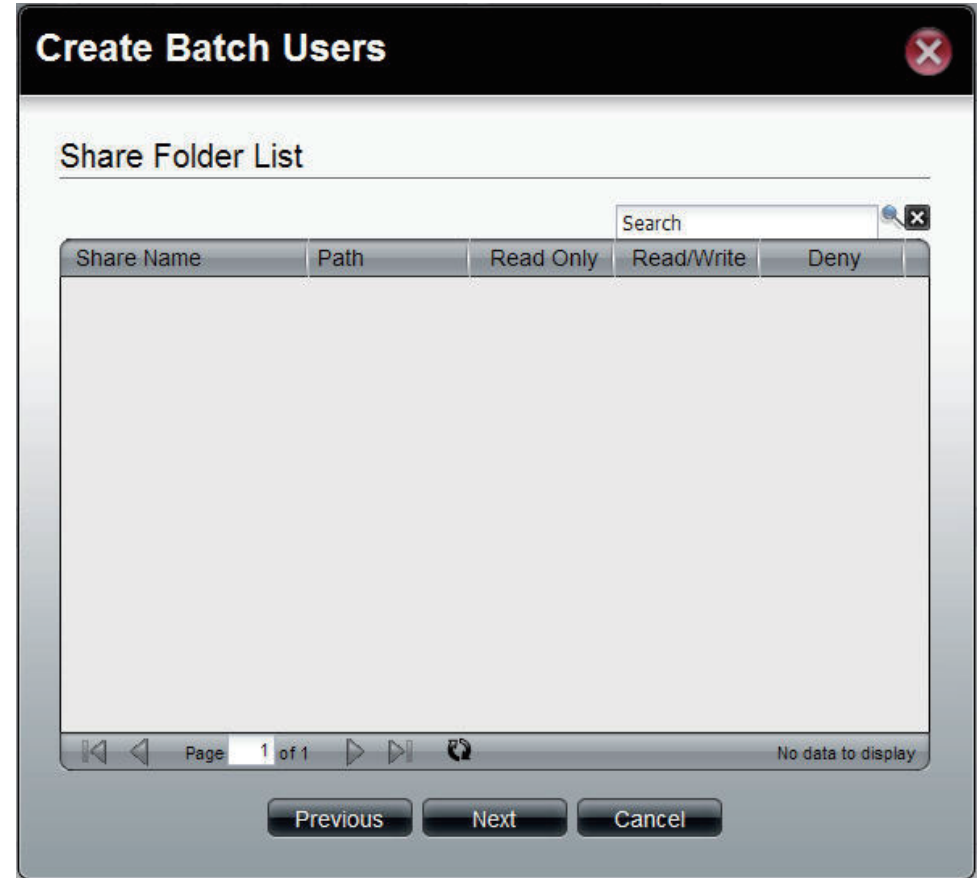 Create Batch Users
Share Folder List
Search
Share Name Path Read Only Read/Write Deny
Page 1 of 1 No data to display
Previous Next Cancel